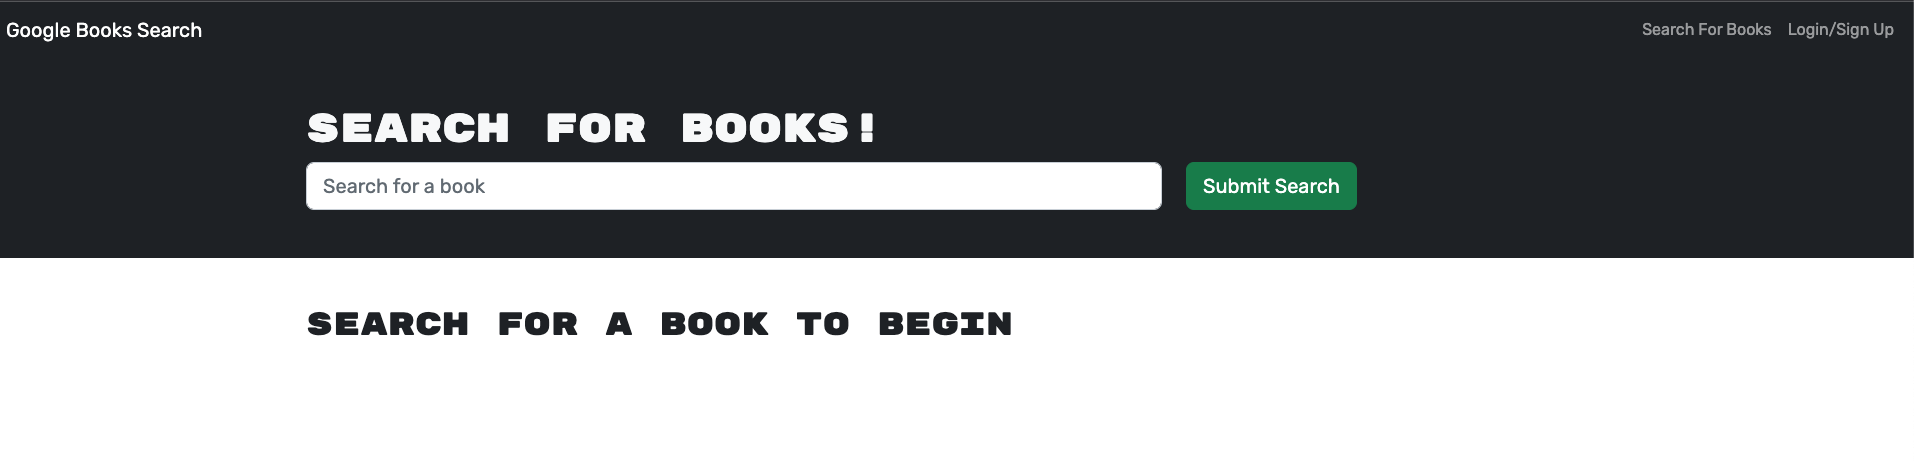 Google Books Search
Search For Books
Login/Sign Up
SEARCH FOR BOOKS!
Search for a book
Submit Search
SEARCH FOR A BOOK TO BEGIN